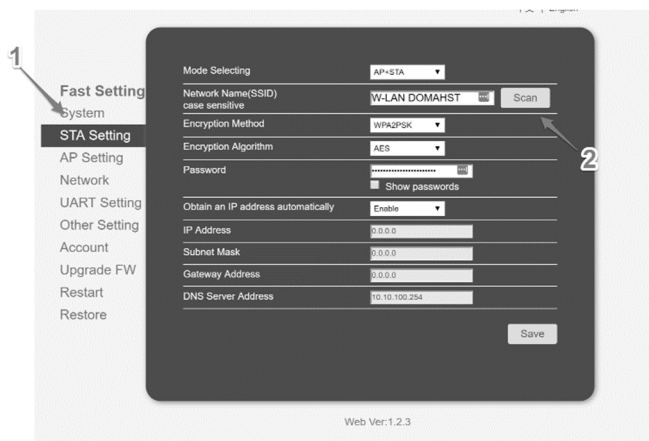 1
Fast Setting
System
STA Setting
AP Setting
Network
UART Setting
Other Setting
Account
Upgrade FW
Restart
Restore
Mode Selecting AP+STA
Network Name(SSID)
case sensitive W-LAN DOMAHST Scan
2
Encryption Method WPA2PSK
Encryption Algorithm AES
Password
Show passwords
Obtain an IP address automatically Enable
IP Address 0.0.0.0
Subnet Mask 0.0.0.0
Gateway Address 0.0.0.0
DNS Server Address 10.10.100.254
Save
Web Ver:1.2.3